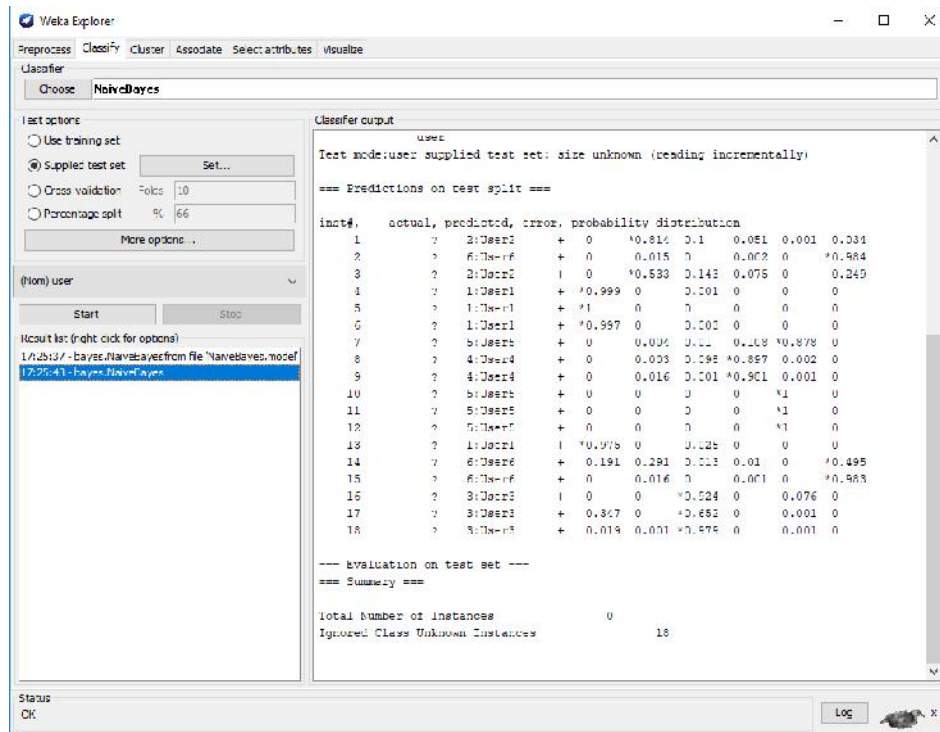 Weka Explorer
Preprocess Classify Cluster Associate Select attributes Visualize
Classifier
Choose NaiveBayes
Test options
Use training set
Supplied test set Set...
Cross-validation Folds 10
Percentage split % 66
More options...
(Nom) user
Start Stop
Result list (right-click for options)
17:25:37 - bayes.NaiveBayes from file 'NaiveBayes.model'
17:25:43 - bayes.NaiveBayes
Classifier output
user
Test mode:user supplied test set: size unknown (reading incrementally)
=== Predictions on test split ===
inst#, actual, predicted, error, probability distribution
1 ? 2:User2 + 0 *0.814 0.1 0.051 0.001 0.034
2 ? 6:User6 + 0 0.015 0 0.002 0 *0.984
3 ? 2:User2 + 0 *0.533 0.143 0.075 0 0.249
4 ? 1:User1 + *0.999 0 0.001 0 0 0
5 ? 1:User1 + *1 0 0 0 0 0
6 ? 1:User1 + *0.997 0 0.003 0 0 0
7 ? 5:User5 + 0 0.004 0.01 0.108 *0.878 0
8 ? 4:User4 + 0 0.003 0.098 *0.897 0.002 0
9 ? 4:User4 + 0 0.016 0.001 *0.981 0.001 0
10 ? 5:User5 + 0 0 0 0 *1 0
11 ? 5:User5 + 0 0 0 0 *1 0
12 ? 5:User5 + 0 0 0 0 *1 0
13 ? 1:User1 + *0.975 0 0.025 0 0 0
14 ? 6:User6 + 0.191 0.291 0.013 0.01 0 *0.495
15 ? 6:User6 + 0 0.016 0 0.001 0 *0.983
16 ? 3:User3 + 0 0 *0.924 0 0.076 0
17 ? 3:User3 + 0.347 0 *0.652 0 0.001 0
18 ? 3:User3 + 0.019 0.001 *0.979 0 0.001 0
=== Evaluation on test set ===
=== Summary ===
Total Number of Instances 0
Ignored Class Unknown Instances 18
Status
OK
Log x